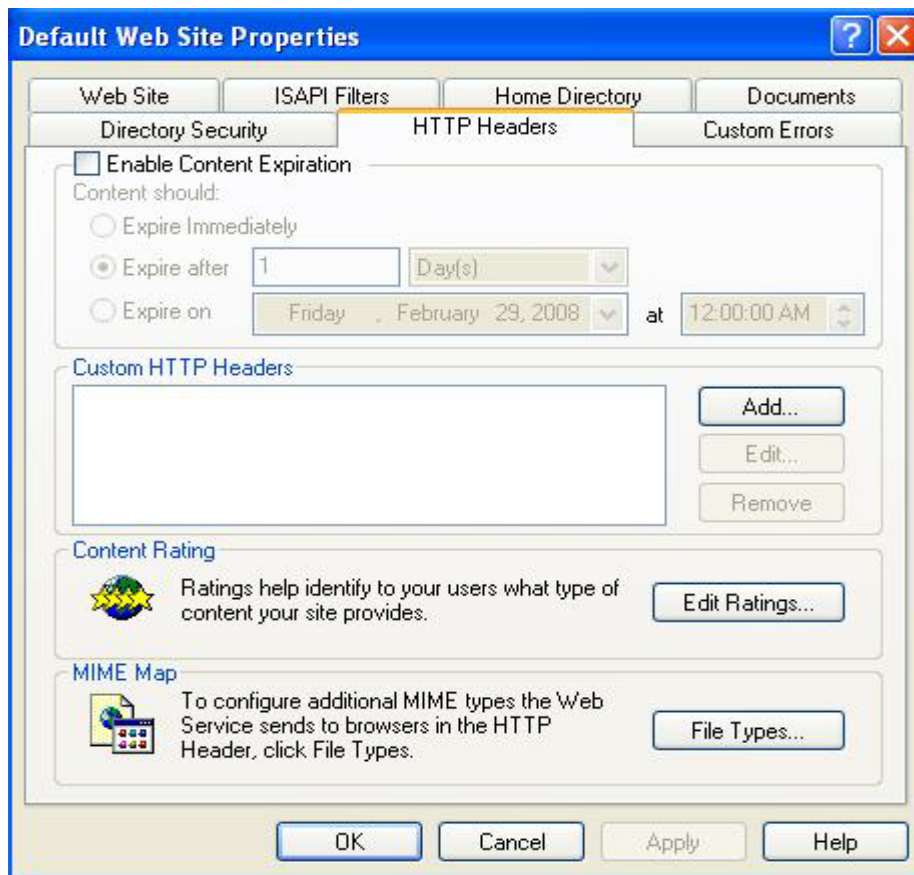 Default Web Site Properties
Web Site ISAPI Filters Home Directory Documents
Directory Security HTTP Headers Custom Errors
Enable Content Expiration
Content should:
Expire Immediately
Expire after 1 Day(s)
Expire on Friday , February 29, 2008 at 12:00:00 AM
Custom HTTP Headers
Add...
Edit...
Remove
Content Rating
Ratings help identify to your users what type of
content your site provides.
Edit Ratings...
MIME Map
To configure additional MIME types the Web
Service sends to browsers in the HTTP
Header, click File Types.
File Types...
OK Cancel Apply Help